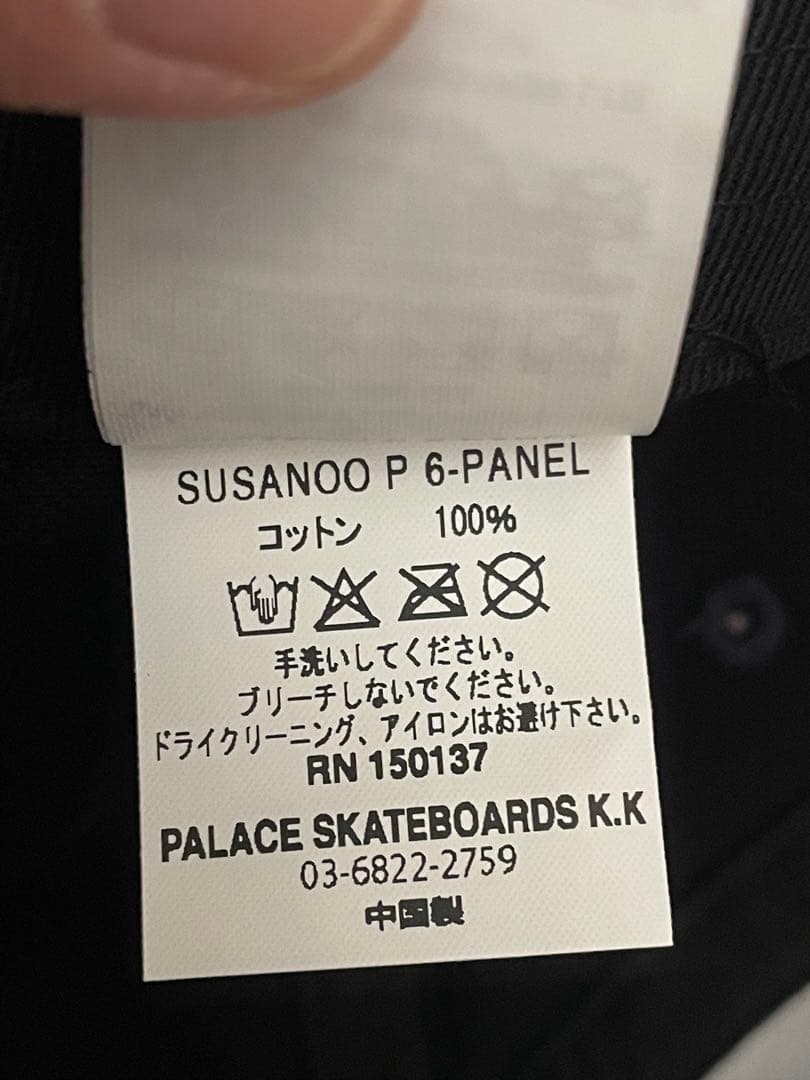 SUSANOO P 6-PANEL
コットン 100%
手洗いしてください。
ブリーチしないでください。
ドライクリーニング、アイロンはお避け下さい。
RN 150137
PALACE SKATEBOARDS K.K
03-6822-2759
中国製